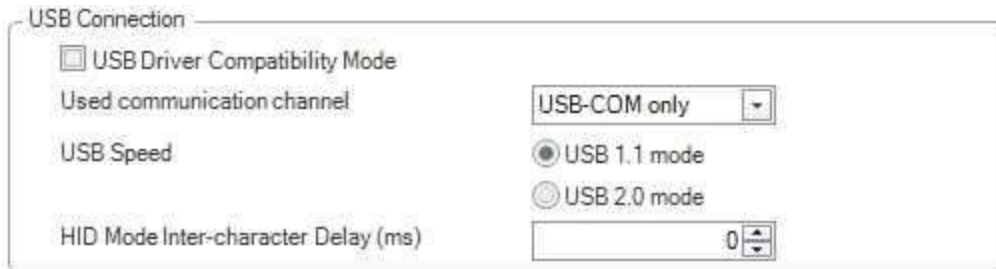 USB Connection
USB Driver Compatibility Mode
Used communication channel USB-COM only
USB Speed USB 1.1 mode
USB 2.0 mode
HID Mode Inter-character Delay (ms) 0